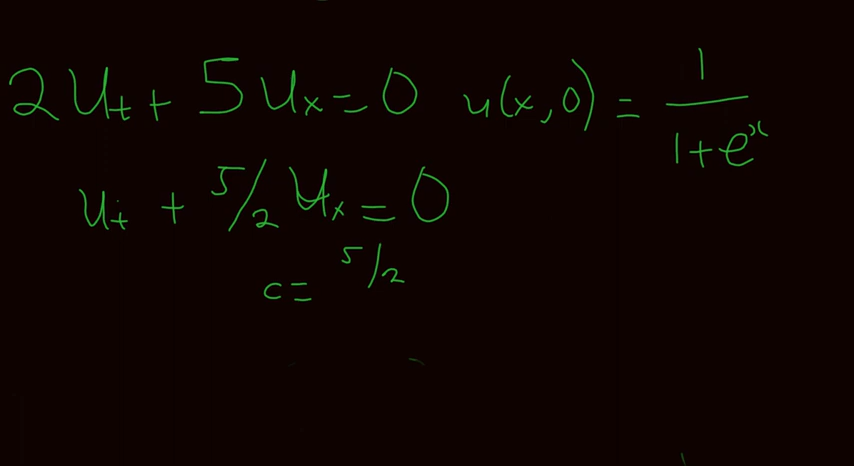 2u_t + 5u_x = 0 u(x,0) = 1/(1+e^x)
u_t + 5/2 u_x = 0
c = 5/2